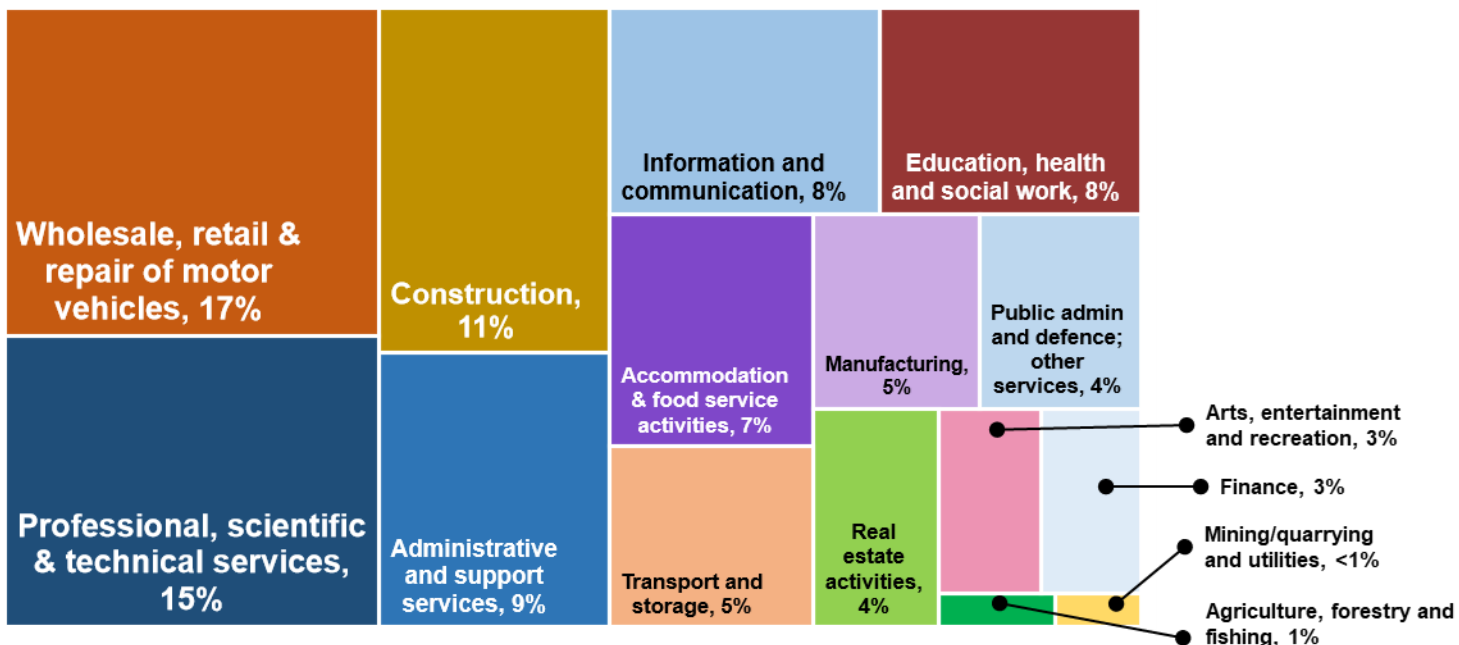 Wholesale, retail &
repair of motor
vehicles, 17%
Professional, scientific
& technical services,
15%
Construction,
11%
Administrative
and support
services, 9%
Information and
communication, 8%
Education, health
and social work, 8%
Accommodation
& food service
activities, 7%
Transport and
storage, 5%
Manufacturing,
5%
Public admin
and defence;
other
services, 4%
Real
estate
activities,
4%
Arts, entertainment
and recreation, 3%
Finance, 3%
Mining/quarrying
and utilities, <1%
Agriculture, forestry and
fishing, 1%